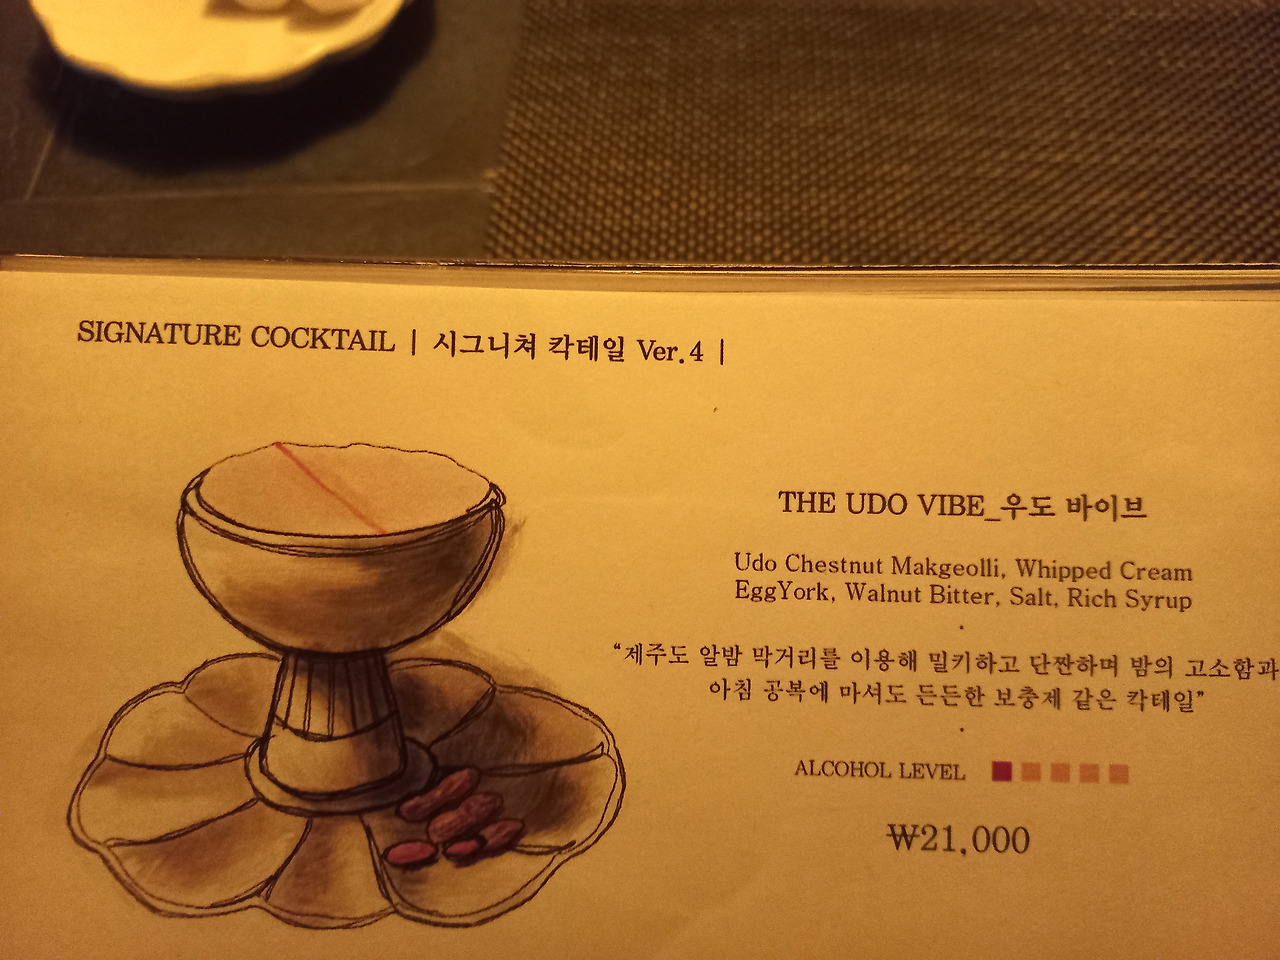 SIGNATURE COCKTAIL | 시그니쳐 칵테일 Ver.4 |
THE UDO VIBE_우도 바이브
Udo Chestnut Makgeolli, Whipped Cream
EggYork, Walnut Bitter, Salt, Rich Syrup
“제주도 알밤 막거리를 이용해 밀키하고 단짠하며 밤의 고소함과
아침 공복에 마셔도 든든한 보충제 같은 칵테일”
ALCOHOL LEVEL
₩21,000